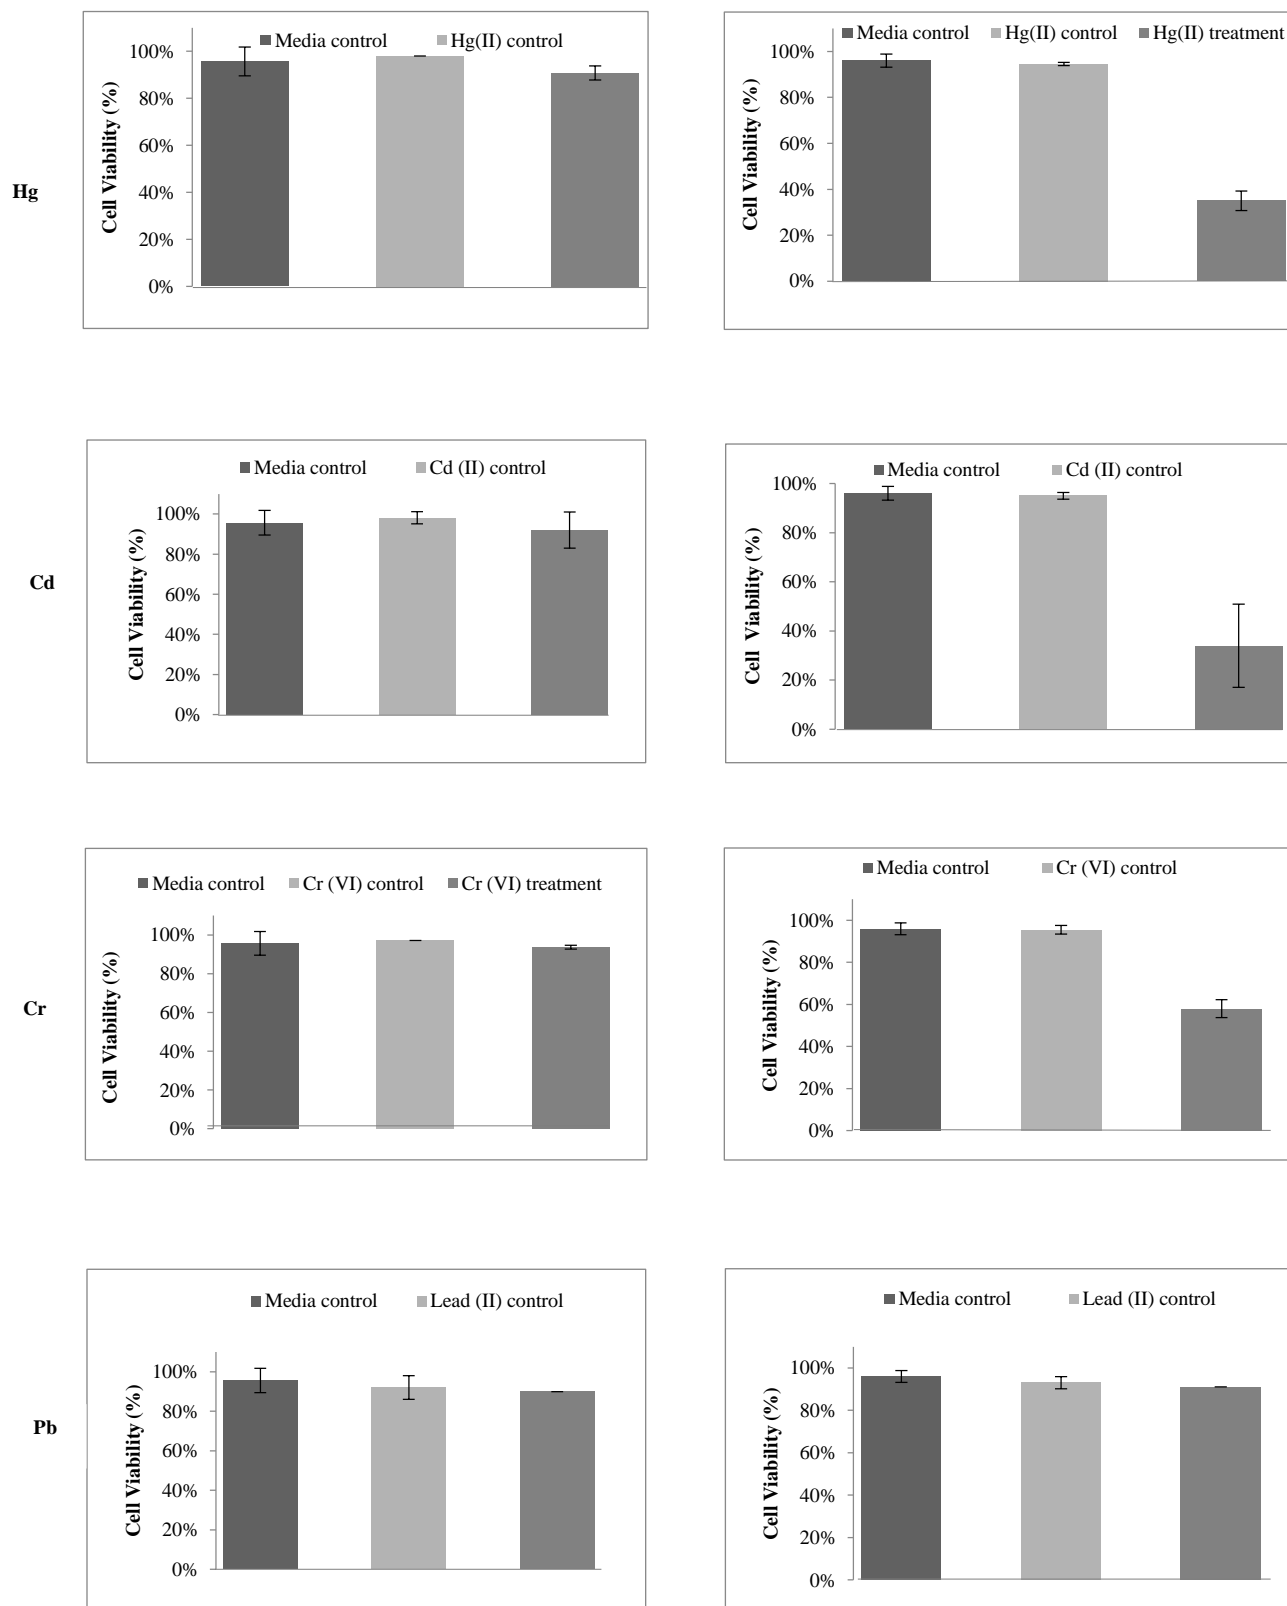 Hg
Media control Hg(II) control
100%
80%
60%
40%
20%
0%
Cell Viability (%)
Media control Hg(II) control Hg(II) treatment
100%
80%
60%
40%
20%
0%
Cell Viability (%)
Cd
Media control Cd (II) control
100%
80%
60%
40%
20%
0%
Cell Viability (%)
Media control Cd (II) control
100%
80%
60%
40%
20%
0%
Cell Viability (%)
Cr
Media control Cr (VI) control Cr (VI) treatment
100%
80%
60%
40%
20%
0%
Cell Viability (%)
Media control Cr (VI) control
100%
80%
60%
40%
20%
0%
Cell Viability (%)
Pb
Media control Lead (II) control
100%
80%
60%
40%
20%
0%
Cell Viability (%)
Media control Lead (II) control
100%
80%
60%
40%
20%
0%
Cell Viability (%)